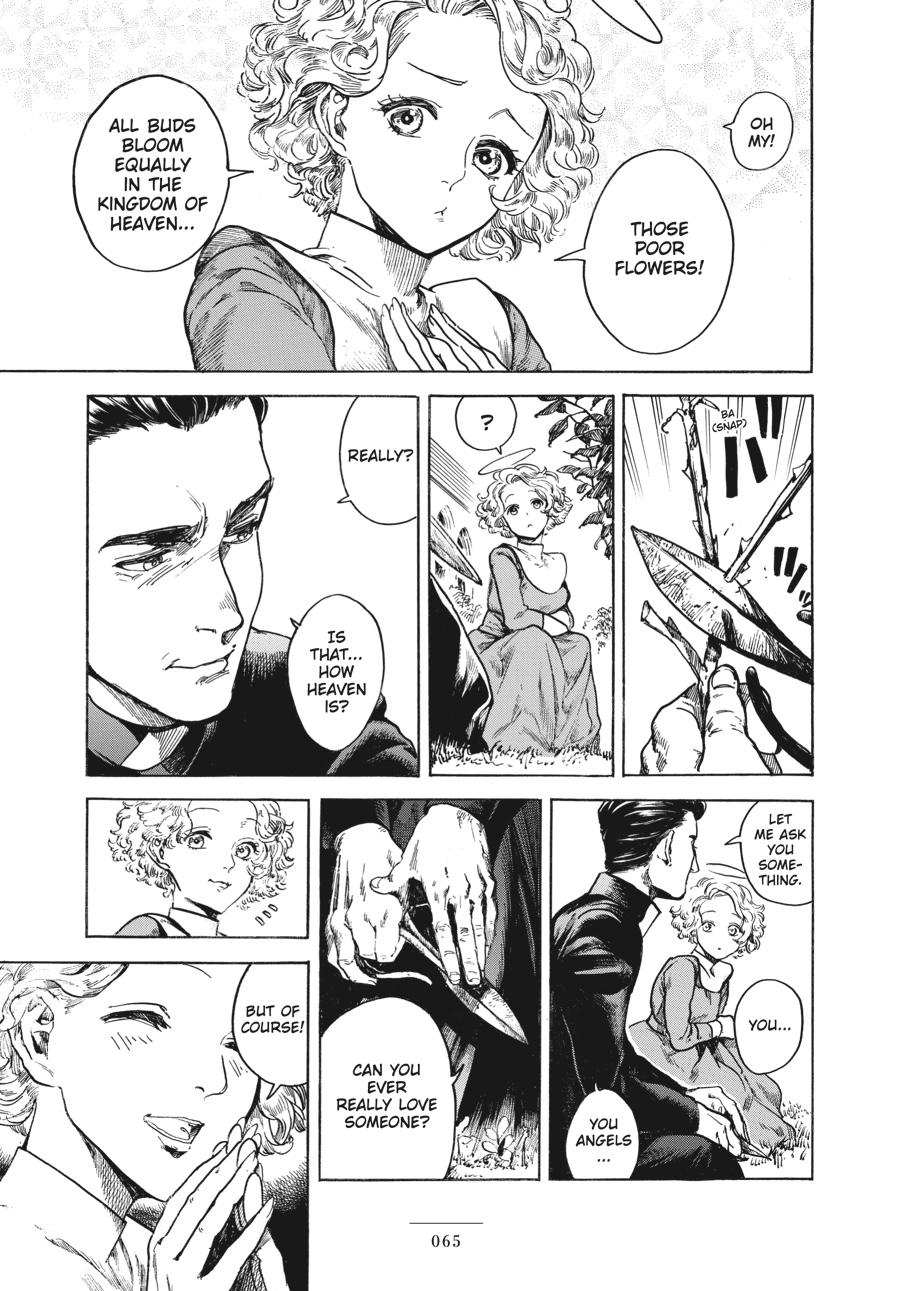 OH
MY!
THOSE
POOR
FLOWERS!
ALL BUDS
BLOOM
EQUALLY
IN THE
KINGDOM OF
HEAVEN...
BA
(SNAP)
?
REALLY?
IS
THAT...
HOW
HEAVEN
IS?
LET
ME ASK
YOU
SOME-
THING.
YOU...
YOU
ANGELS
...
CAN YOU
EVER
REALLY LOVE
SOMEONE?
BUT OF
COURSE!
065